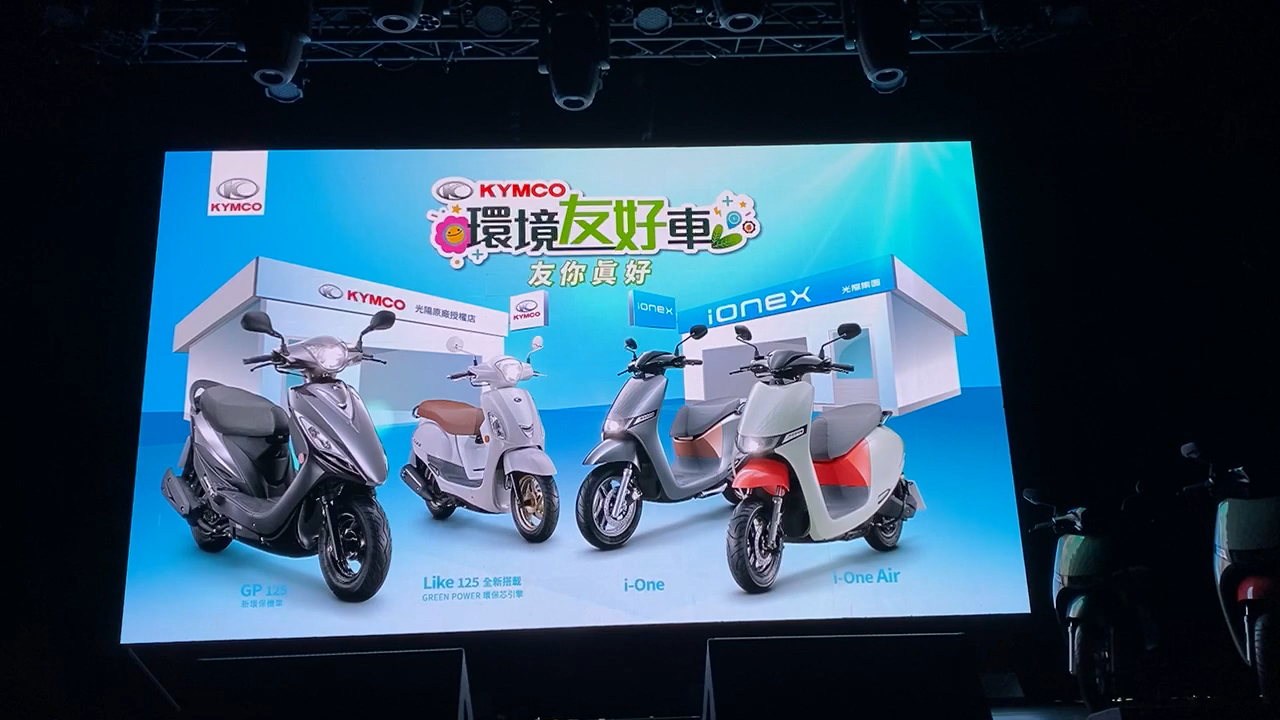 KYMCO
KYMCO
環境友好車
友你真好
KYMCO 光陽原廠授權店
KYMCO
ionex
ionex 光陽集團
GP 125
新環保機車
Like 125 全新搭載
GREEN POWER 環保芯引擎
i-One
i-One Air